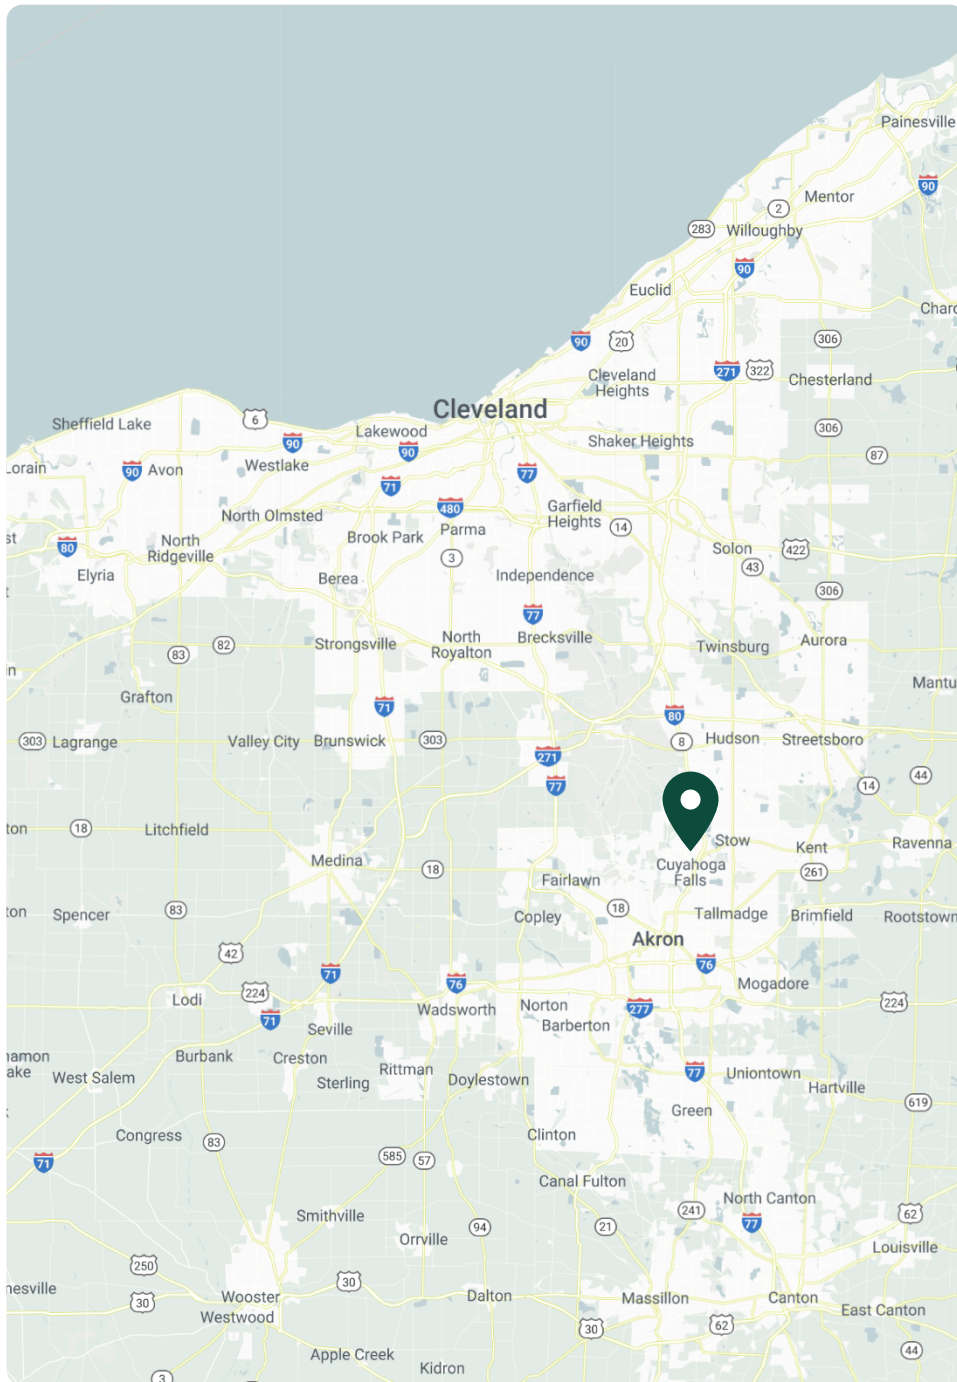 Painesville
90
Mentor
2
283
Willoughby
90
Euclid
Chard
90
20
306
271
322
Cleveland
Heights
Chesterland
Cleveland
6
Sheffield Lake
Lakewood
306
90
90
Shaker Heights
87
Lorain
90
Avon
Westlake
77
71
480
Garfield
Heights
North Olmsted
14
st
80
North
Ridgeville
Brook Park
Parma
Solon
422
3
43
Elyria
Berea
Independence
306
77
82
83
Strongsville
North
Royalton
Brecksville
Twinsburg
Aurora
Grafton
Mantu
71
80
303
Lagrange
Valley City
Brunswick
303
8
Hudson
Streetsboro
271
77
44
14
ton
18
Litchfield
Stow
Kent
Ravenna
Medina
18
Cuyahoga
Falls
261
Fairlawn
ton
Spencer
83
Copley
18
Tallmadge
Brimfield
Rootstown
42
Akron
71
76
76
Lodi
224
Wadsworth
Norton
277
Mogadore
224
71
Seville
Barberton
namon
ake
Burbank
Creston
West Salem
Sterling
Rittman
Doylestown
77
Uniontown
Hartville
619
Green
Congress
83
Clinton
71
585
57
Canal Fulton
North Canton
Smithville
94
21
241
77
62
Orrville
Louisville
250
nesville
30
Wooster
30
Dalton
Massillon
Canton
East Canton
Westwood
30
62
Apple Creek
Kidron
44
3